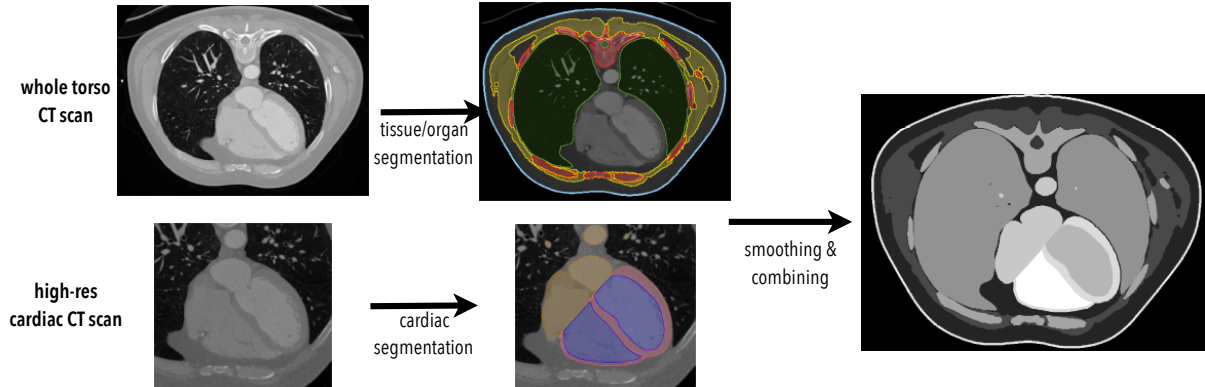 whole torso
CT scan
tissue/organ
segmentation
smoothing &
combining
high-res
cardiac CT scan
cardiac
segmentation